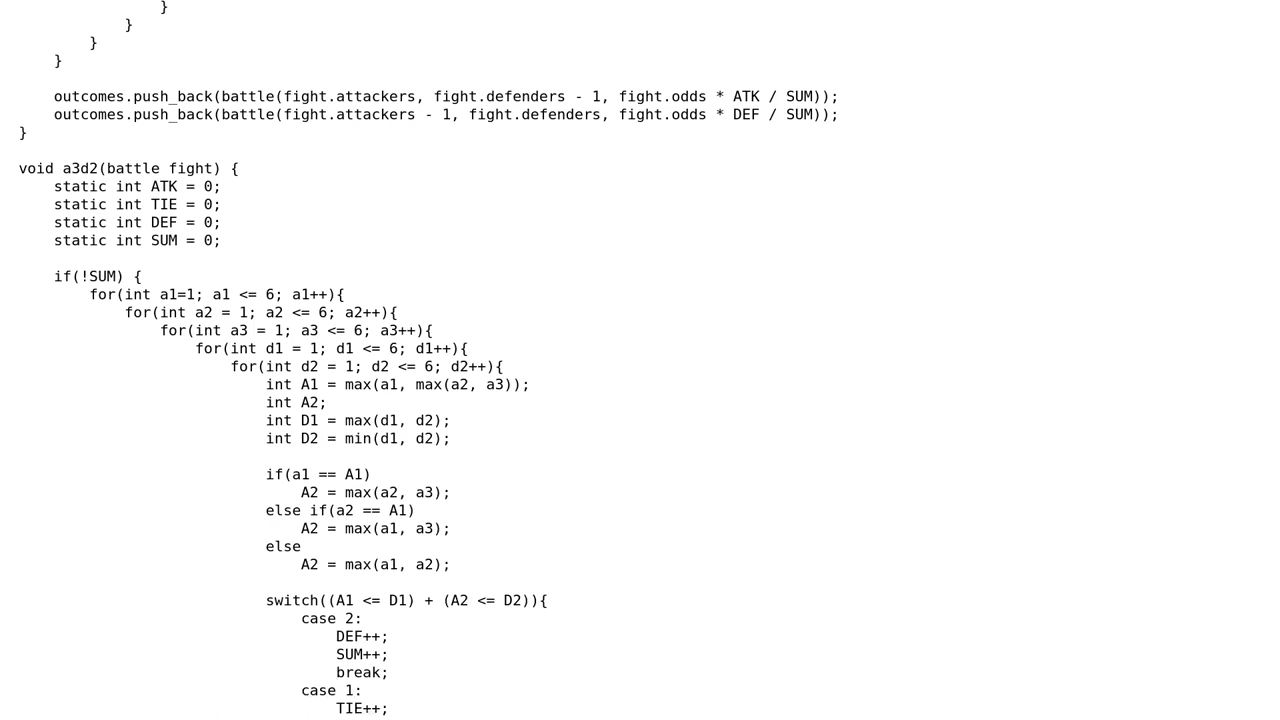 }
            }
        }
    }

    outcomes.push_back(battle(fight.attackers, fight.defenders - 1, fight.odds * ATK / SUM));
    outcomes.push_back(battle(fight.attackers - 1, fight.defenders, fight.odds * DEF / SUM));
}

void a3d2(battle fight) {
    static int ATK = 0;
    static int TIE = 0;
    static int DEF = 0;
    static int SUM = 0;

    if(!SUM) {
        for(int a1=1; a1 <= 6; a1++){
            for(int a2 = 1; a2 <= 6; a2++){
                for(int a3 = 1; a3 <= 6; a3++){
                    for(int d1 = 1; d1 <= 6; d1++){
                        for(int d2 = 1; d2 <= 6; d2++){
                            int A1 = max(a1, max(a2, a3));
                            int A2;
                            int D1 = max(d1, d2);
                            int D2 = min(d1, d2);

                            if(a1 == A1)
                                A2 = max(a2, a3);
                            else if(a2 == A1)
                                A2 = max(a1, a3);
                            else
                                A2 = max(a1, a2);

                            switch((A1 <= D1) + (A2 <= D2)){
                                case 2:
                                    DEF++;
                                    SUM++;
                                    break;
                                case 1:
                                    TIE++;